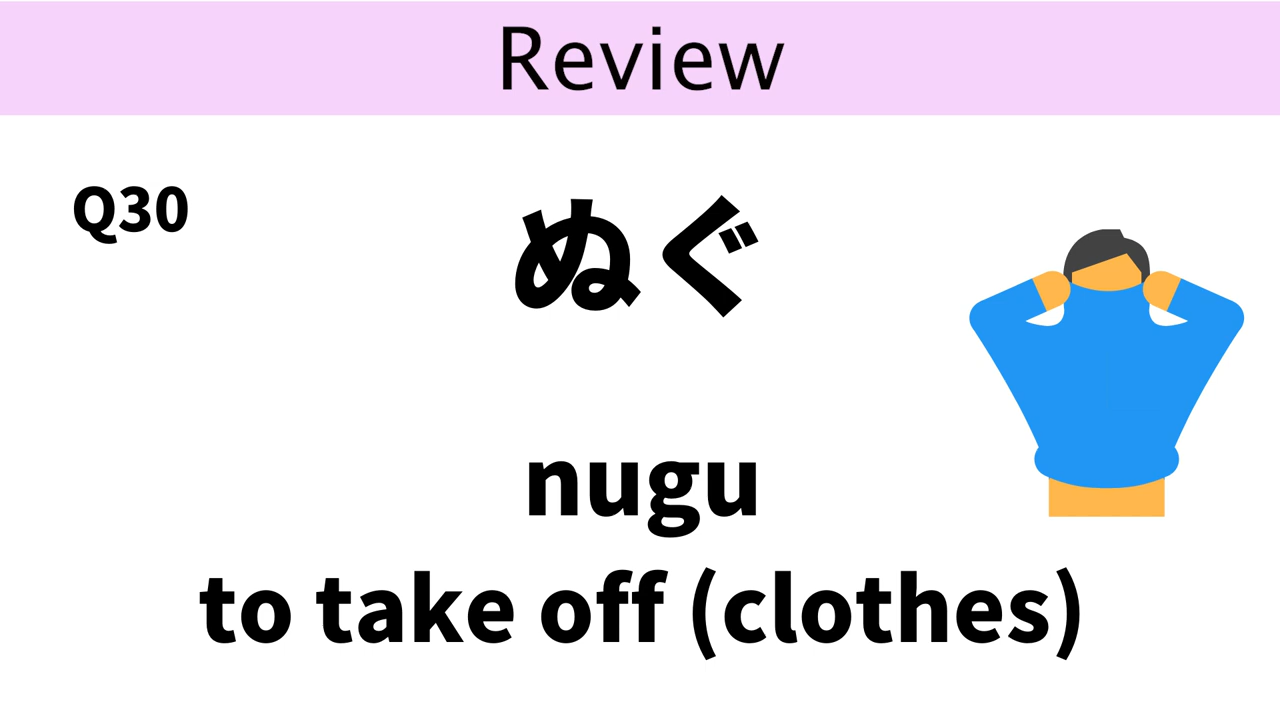 Review
Q30
ぬぐ
nugu
to take off (clothes)